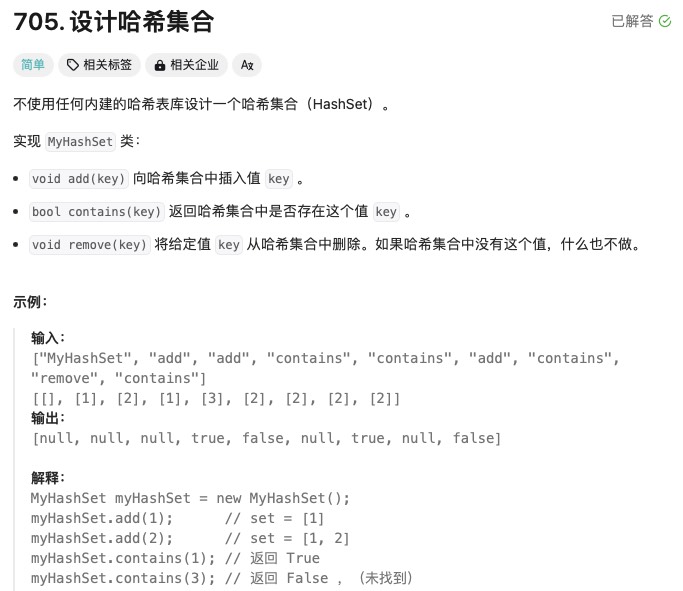 705. 设计哈希集合
已解答
简单 相关标签 相关企业 Aχ
不使用任何内建的哈希表库设计一个哈希集合（HashSet）。
实现 MyHashSet 类：
• void add(key) 向哈希集合中插入值 key 。
• bool contains(key) 返回哈希集合中是否存在这个值 key 。
• void remove(key) 将给定值 key 从哈希集合中删除。如果哈希集合中没有这个值，什么也不做。
示例：
输入：
["MyHashSet", "add", "add", "contains", "contains", "add", "contains",
"remove", "contains"]
[[], [1], [2], [1], [3], [2], [2], [2], [2]]
输出：
[null, null, null, true, false, null, true, null, false]
解释：
MyHashSet myHashSet = new MyHashSet();
myHashSet.add(1);      // set = [1]
myHashSet.add(2);      // set = [1, 2]
myHashSet.contains(1); // 返回 True
myHashSet.contains(3); // 返回 False ，（未找到）